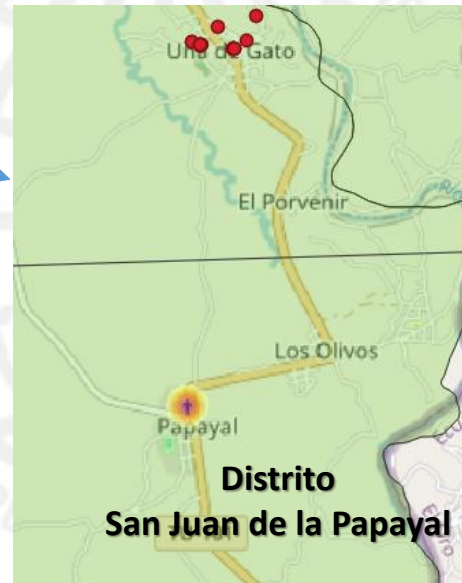 Uña de Gato
El Porvenir
Los Olivos
Papayal
Distrito
San Juan de la Papayal